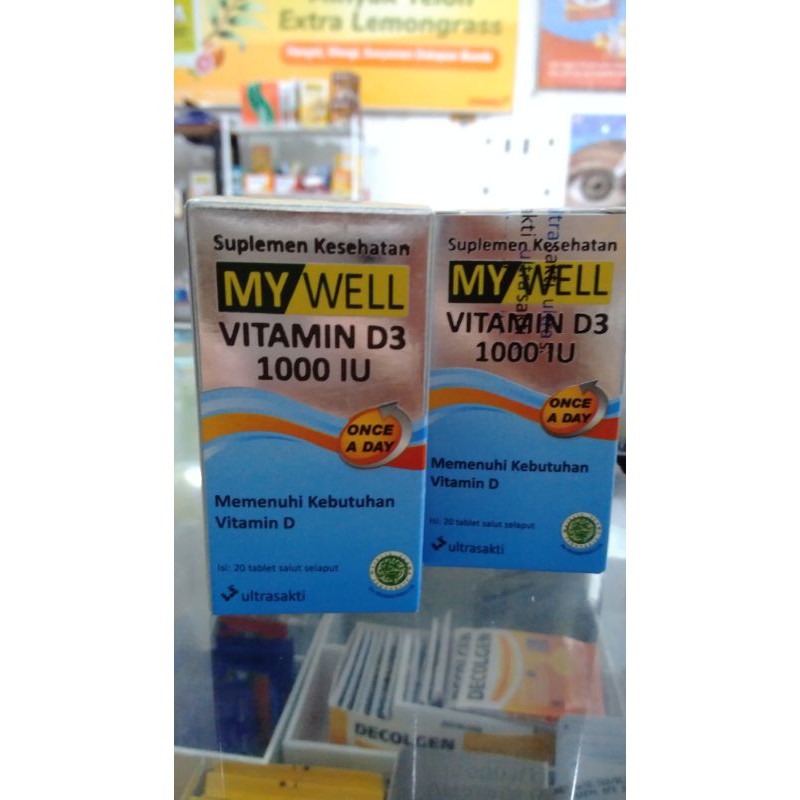 Extra Lemongrass
Suplemen Kesehatan
MY WELL
VITAMIN D3
1000 IU
ONCE
A DAY
Memenuhi Kebutuhan
Vitamin D
Isi: 20 tablet salut selaput
ultrasakti
Suplemen Kesehatan
MY WELL
VITAMIN D3
1000 IU
ONCE
A DAY
Memenuhi Kebutuhan
Vitamin D
Isi: 20 tablet salut selaput
ultrasakti
DECOLGEN
DECOLGEN